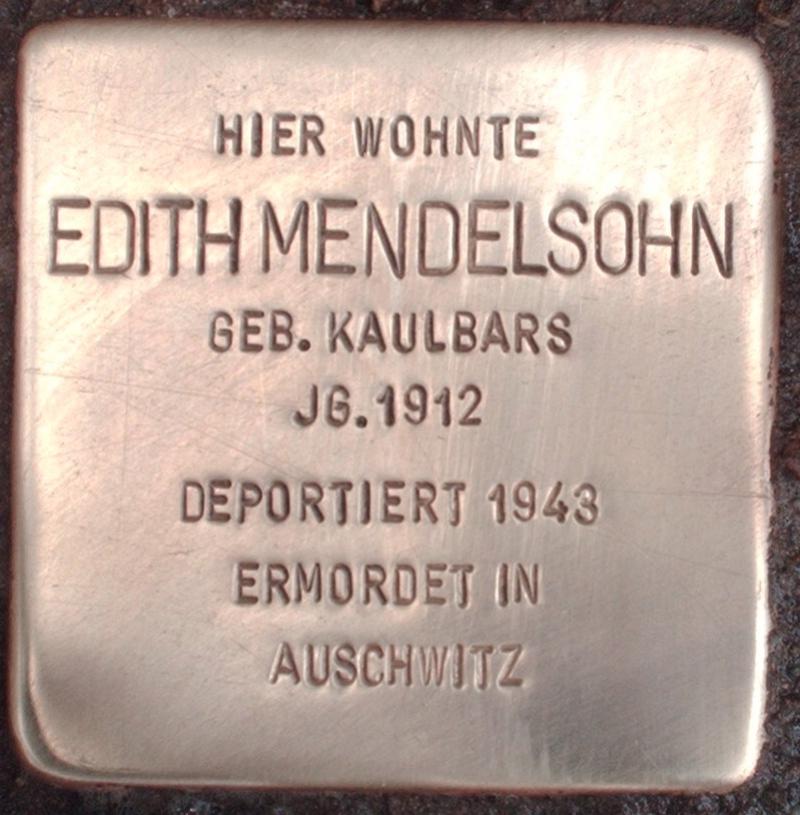 HIER WOHNTE
EDITH MENDELSOHN
GEB. KAULBARS
JG. 1912
DEPORTIERT 1943
ERMORDET IN
AUSCHWITZ